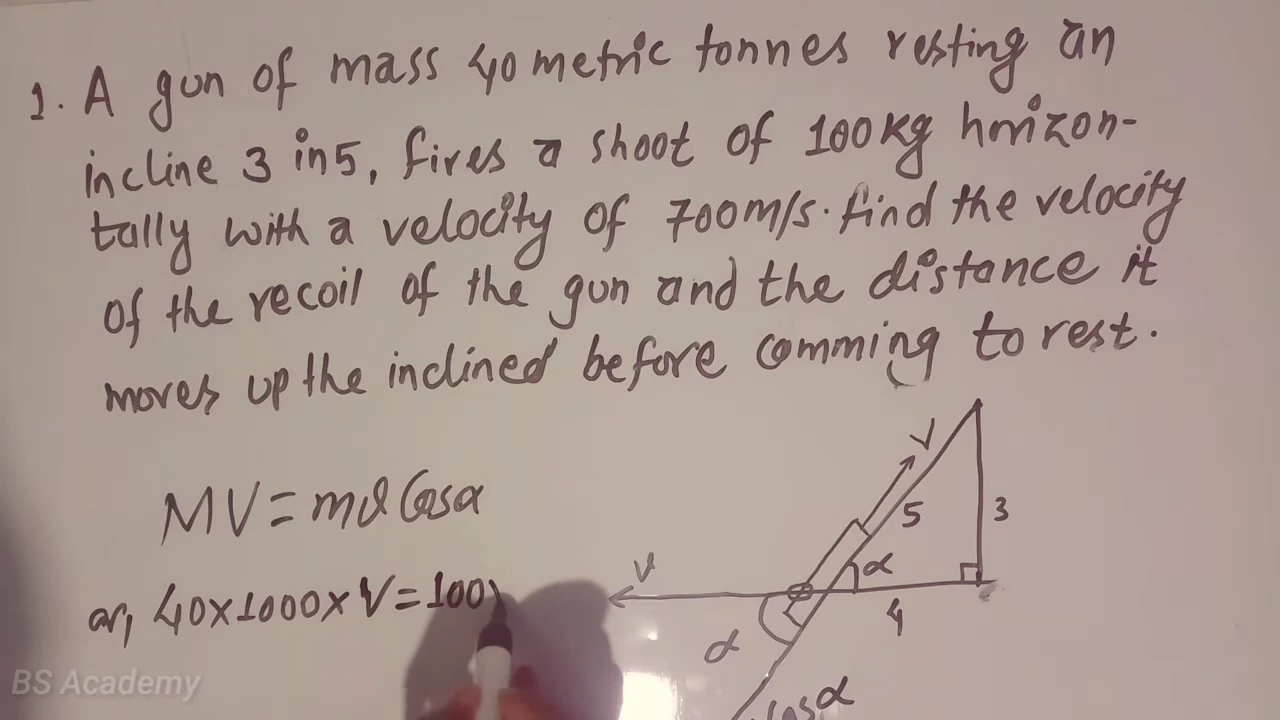 1. A gun of mass 40 metric tonnes resting an
incline 3 in 5, fires a shoot of 100kg horizon-
tally with a velocity of 700m/s. find the velocity
of the recoil of the gun and the distance it
moves up the inclined before comming to rest.
MV = mv Cosα
or, 40×1000×V = 100×
V
5
3
α
v
4
α
Cosα
BS Academy